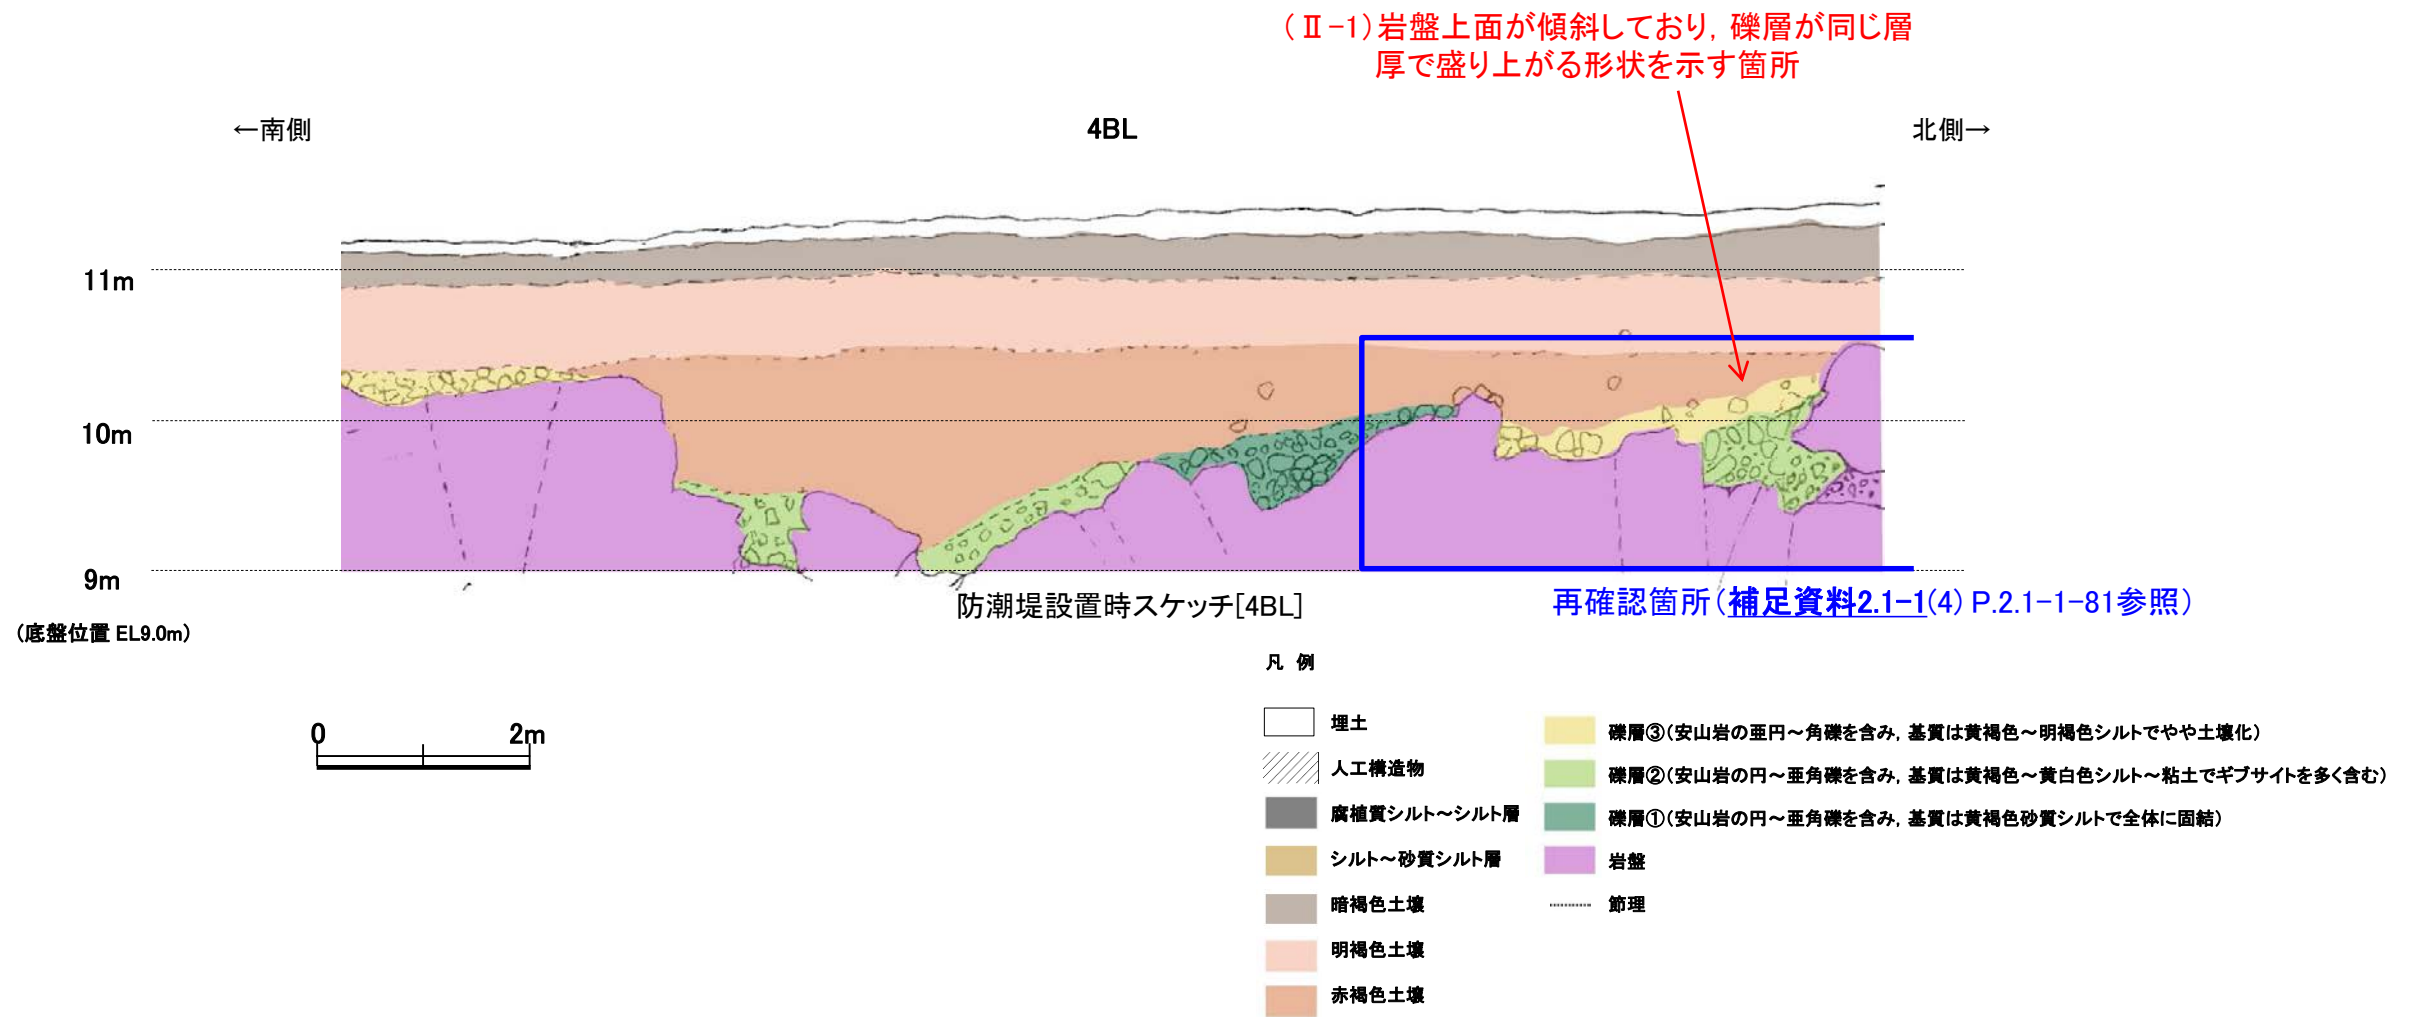 (Ⅱ-1)岩盤上面が傾斜しており, 礫層が同じ層
厚で盛り上がる形状を示す箇所
←南側
4BL
北側→
11m
10m
9m
(底盤位置 EL9.0m)
防潮堤設置時スケッチ[4BL]
再確認箇所(補足資料2.1-1(4) P.2.1-1-81参照)
凡 例
0
2m
埋土
人工構造物
腐植質シルト~シルト層
シルト~砂質シルト層
暗褐色土壌
明褐色土壌
赤褐色土壌
礫層③(安山岩の亜円~角礫を含み, 基質は黄褐色~明褐色シルトでやや土壌化)
礫層②(安山岩の円~亜角礫を含み, 基質は黄褐色~黄白色シルト~粘土でギブサイトを多く含む)
礫層①(安山岩の円~亜角礫を含み, 基質は黄褐色砂質シルトで全体に固結)
岩盤
節理